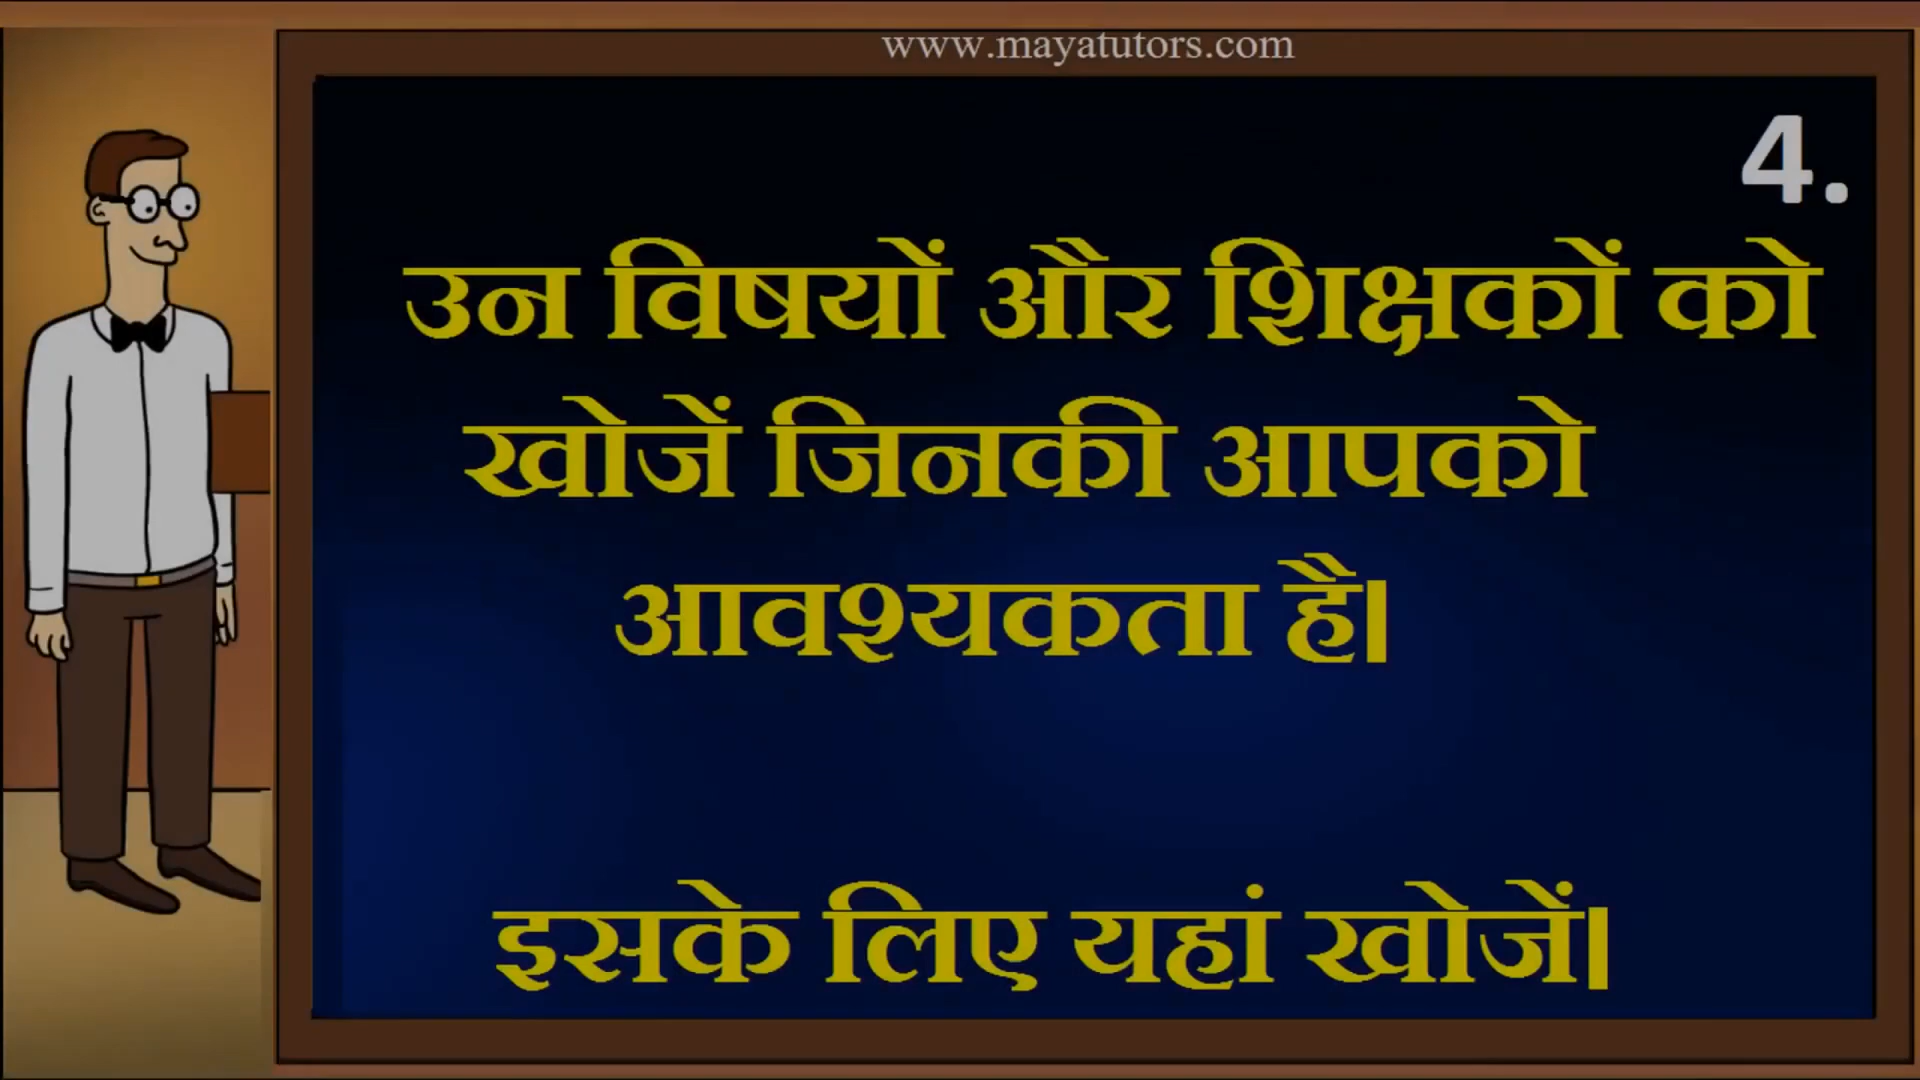 www.mayatutors.com
4.
उन विषयों और शिक्षकों को
खोजें जिनकी आपको
आवश्यकता है।
इसके लिए यहां खोजें।